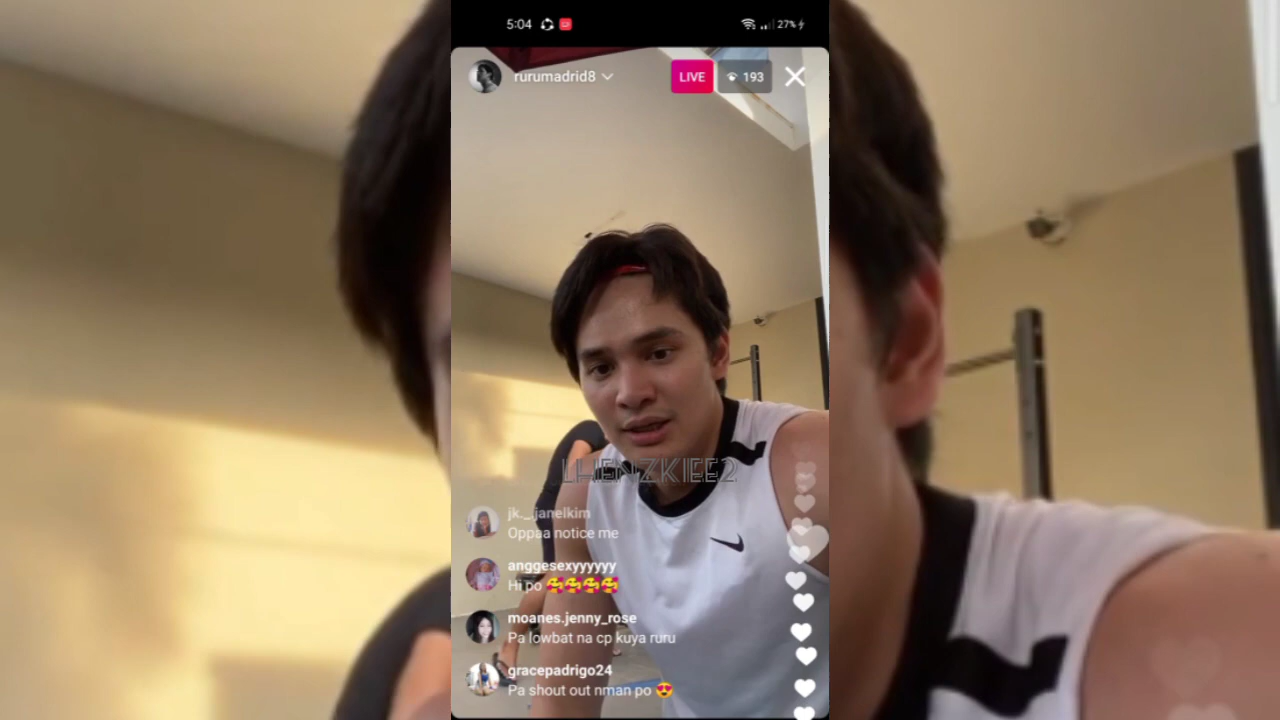 5:04
27%
rurumadrid8
LIVE
193
LHENZKIEE2
jk._.janelkim
Oppaa notice me
anggesexyyyyyy
Hi po 🥰🥰🥰🥰
moanes.jenny_rose
Pa lowbat na cp kuya ruru
gracepadrigo24
Pa shout out nman po 😍